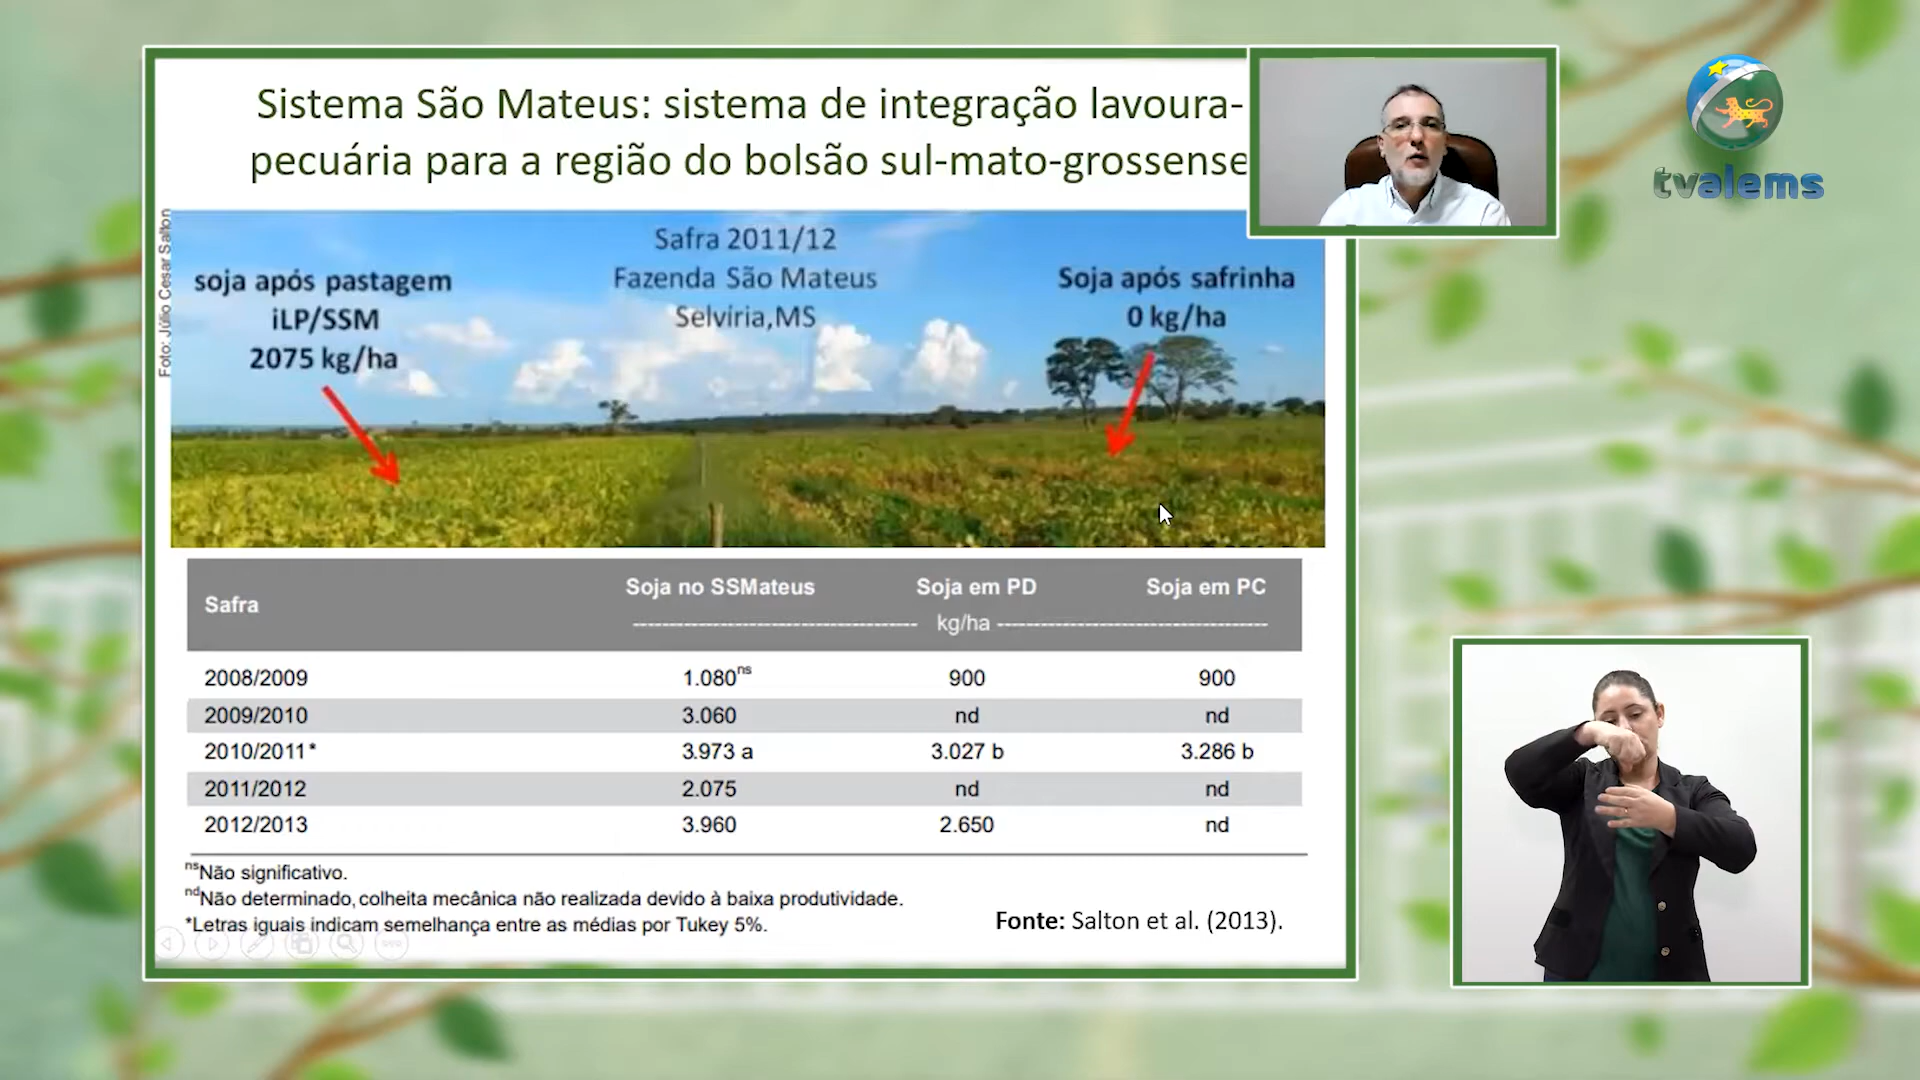 Sistema São Mateus: sistema de integração lavoura-
pecuária para a região do bolsão sul-mato-grossense
tvalems
Foto: Júlio Cesar Salton
Safra 2011/12
Fazenda São Mateus
Selvíria,MS
soja após pastagem
iLP/SSM
2075 kg/ha
Soja após safrinha
0 kg/ha
Safra Soja no SSMateus Soja em PD Soja em PC
kg/ha
2008/2009 1.080ns 900 900
2009/2010 3.060 nd nd
2010/2011* 3.973 a 3.027 b 3.286 b
2011/2012 2.075 nd nd
2012/2013 3.960 2.650 nd
nsNão significativo.
ndNão determinado, colheita mecânica não realizada devido à baixa produtividade.
*Letras iguais indicam semelhança entre as médias por Tukey 5%.
Fonte: Salton et al. (2013).